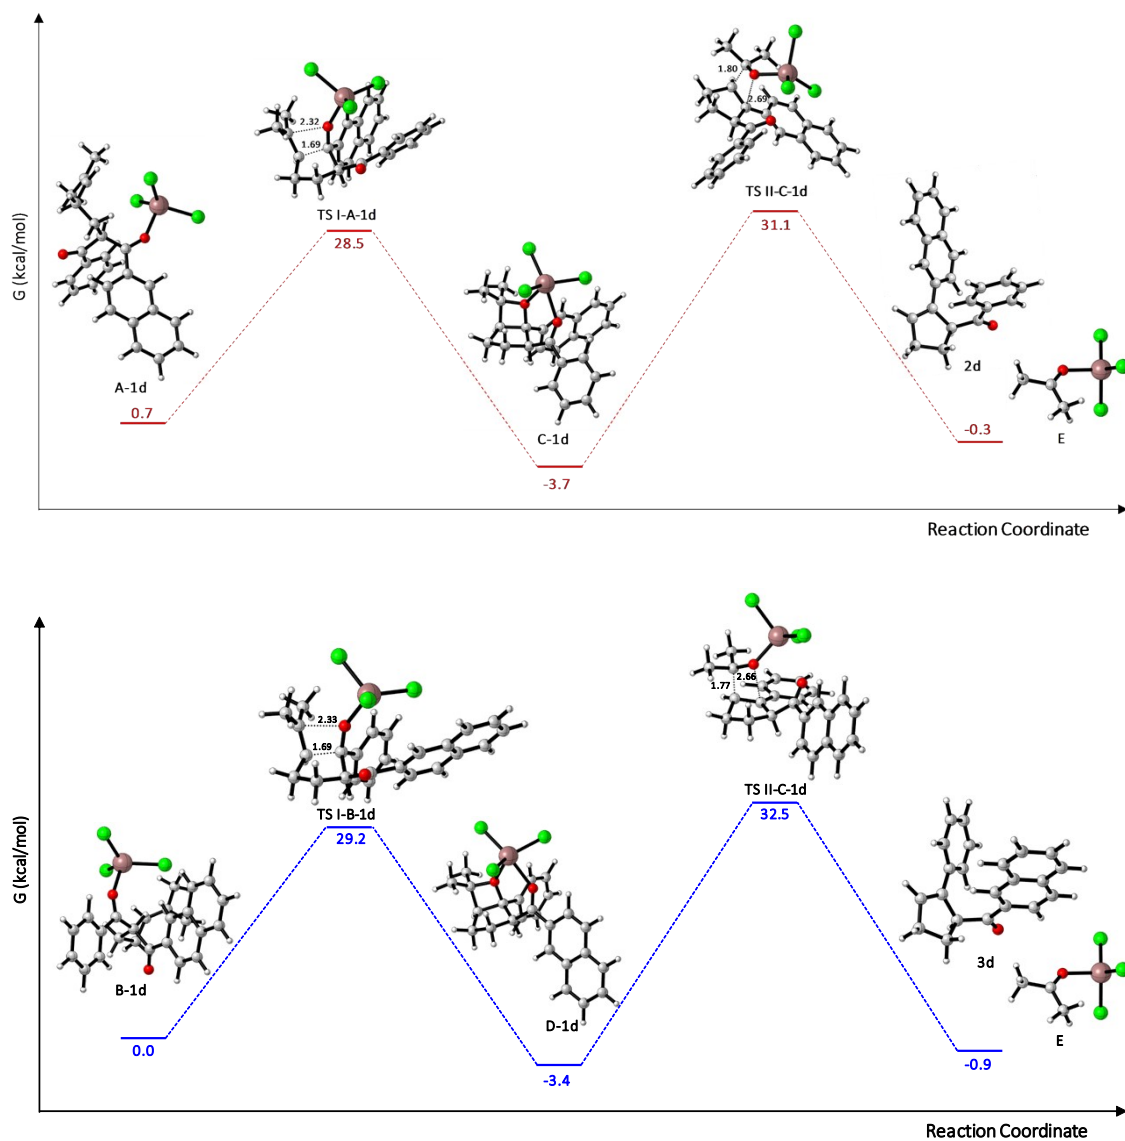 G (kcal/mol)
2.32
1.69
TS I-A-1d
28.5
1.80
2.69
TS II-C-1d
31.1
A-1d
0.7
C-1d
-3.7
2d
-0.3
E
Reaction Coordinate
G (kcal/mol)
2.33
1.69
TS I-B-1d
29.2
2.66
1.77
TS II-C-1d
32.5
B-1d
0.0
D-1d
-3.4
3d
-0.9
E
Reaction Coordinate